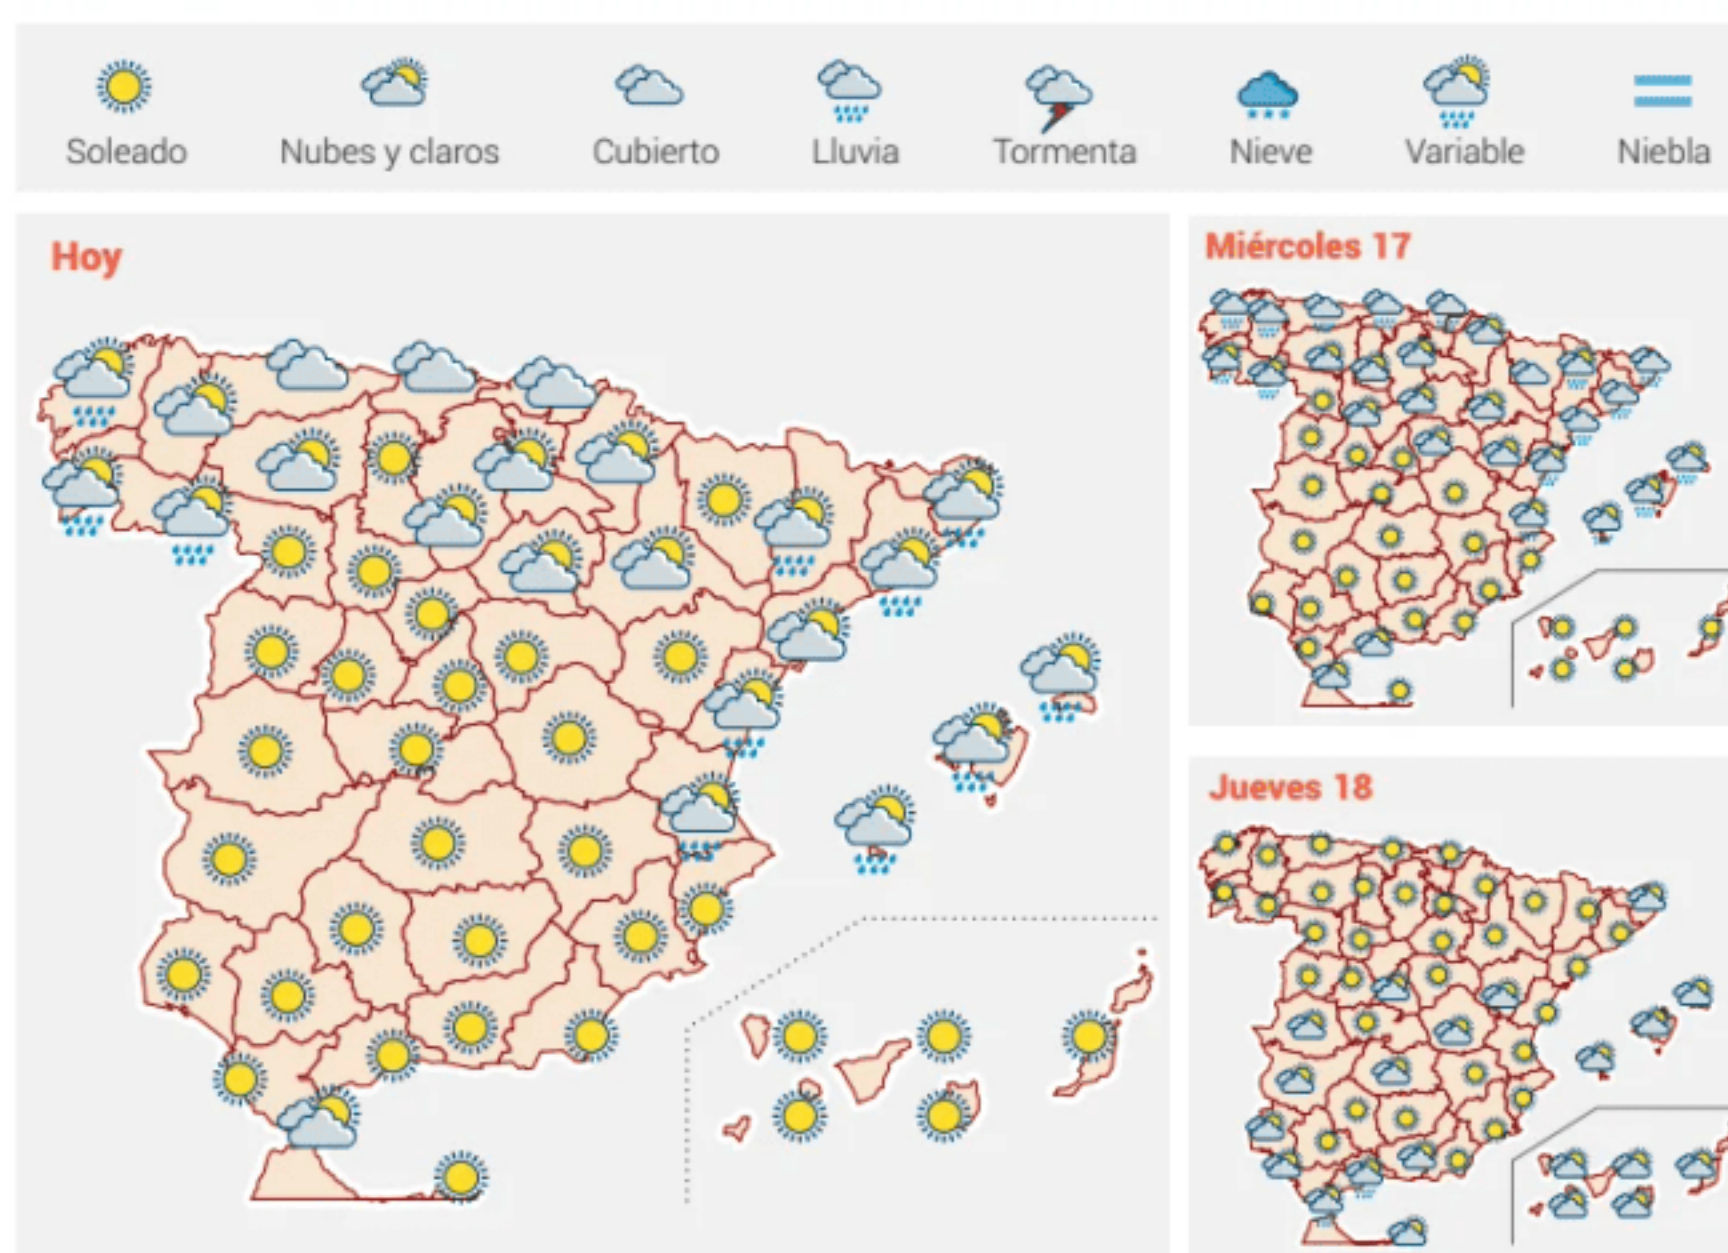 Soleado
Nubes y claros
Cubierto
Lluvia
Tormenta
Nieve
Variable
Niebla
Hoy
Miércoles 17
Jueves 18